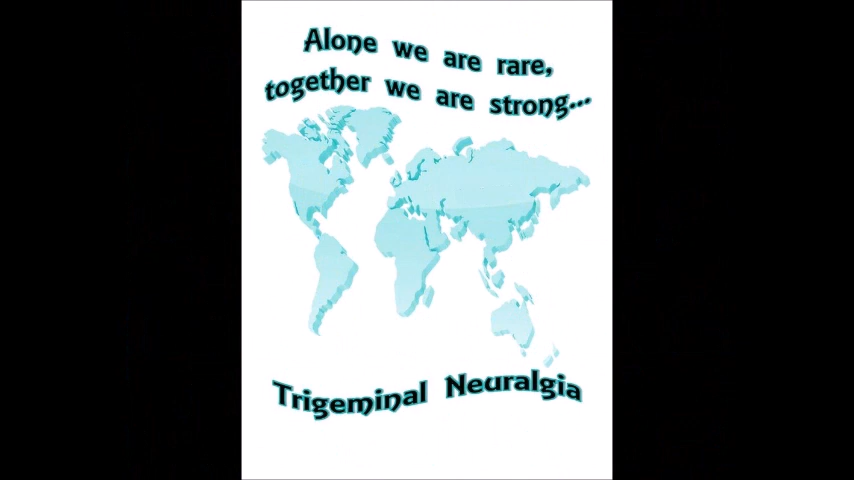 Alone we are rare,
together we are strong...
Trigeminal Neuralgia